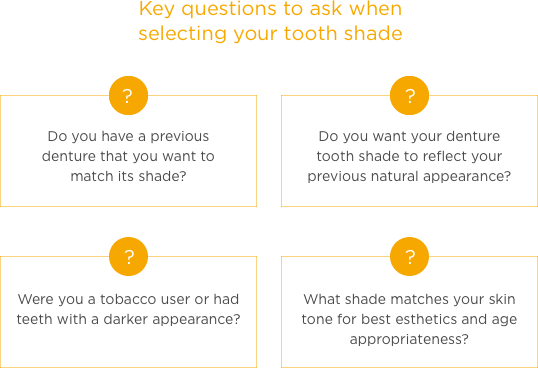 Key questions to ask when
selecting your tooth shade
?
Do you have a previous
denture that you want to
match its shade?
?
Do you want your denture
tooth shade to reflect your
previous natural appearance?
?
Were you a tobacco user or had
teeth with a darker appearance?
?
What shade matches your skin
tone for best esthetics and age
appropriateness?